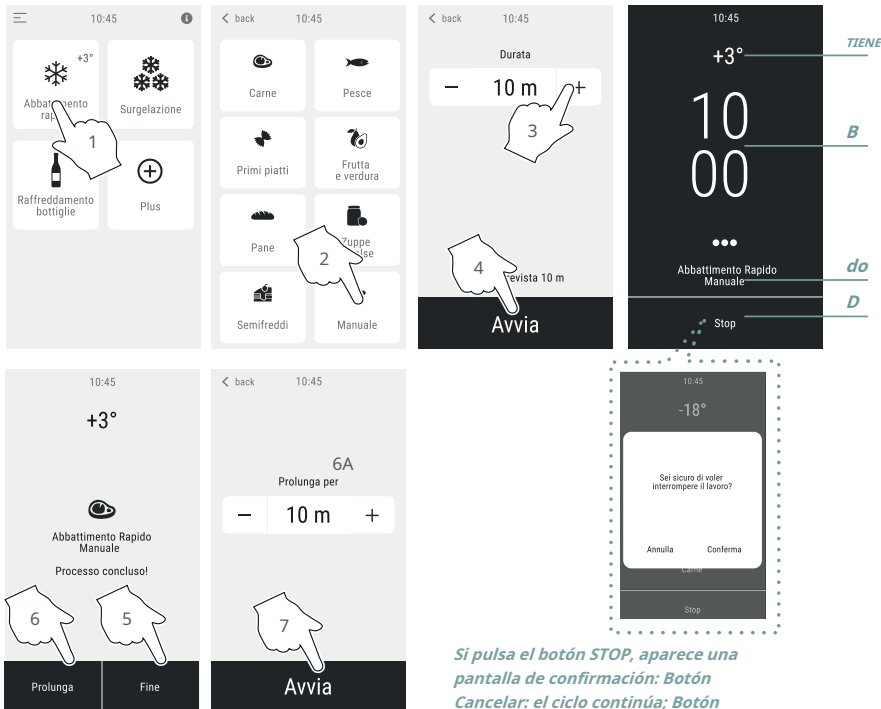 10:45
+3°
Abbat mento
rap
Surgelazione
1
Raffreddamento
bottiglie
Plus
back 10:45
Carne
Pesce
Primi piatti
Frutta
e verdura
Pane
2
Semifreddi
Manuale
back 10:45
Durata
10 m
3
4
revista 10 m
Avvia
10:45
+3°
TIENE
10
B
00
Abbattimento Rapido
Manuale
do
D
Stop
10:45
+3°
Abbattimento Rapido
Manuale
Processo concluso!
6
5
Prolunga
Fine
back 10:45
6A
Prolunga per
10 m
7
Avvia
10:45
-18°
Sei sicuro di voler
interrompere il lavoro?
Annulla
Conferma
Carne
Stop
Si pulsa el botón STOP, aparece una
pantalla de confirmación: Botón
Cancelar: el ciclo continúa; Botón